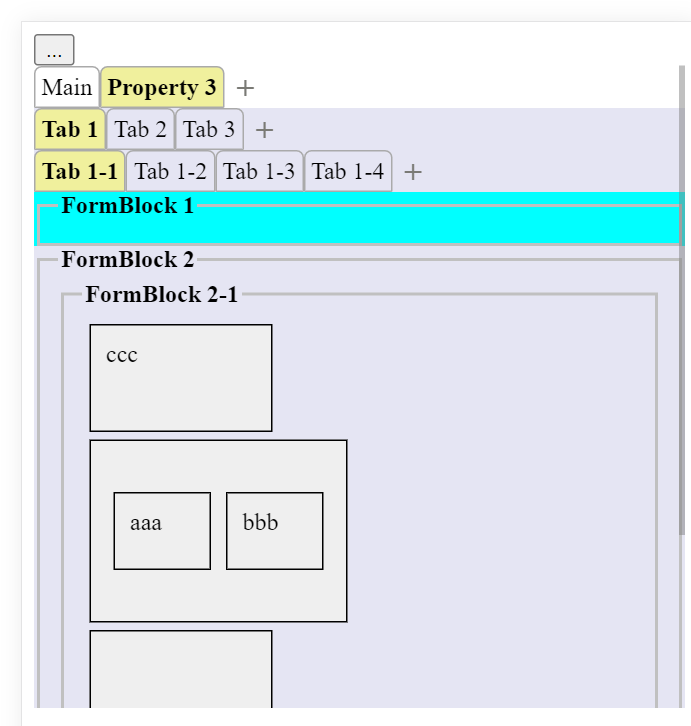 ...
Main Property 3 +
Tab 1 Tab 2 Tab 3 +
Tab 1-1 Tab 1-2 Tab 1-3 Tab 1-4 +
FormBlock 1
FormBlock 2
FormBlock 2-1
ccc
aaa bbb